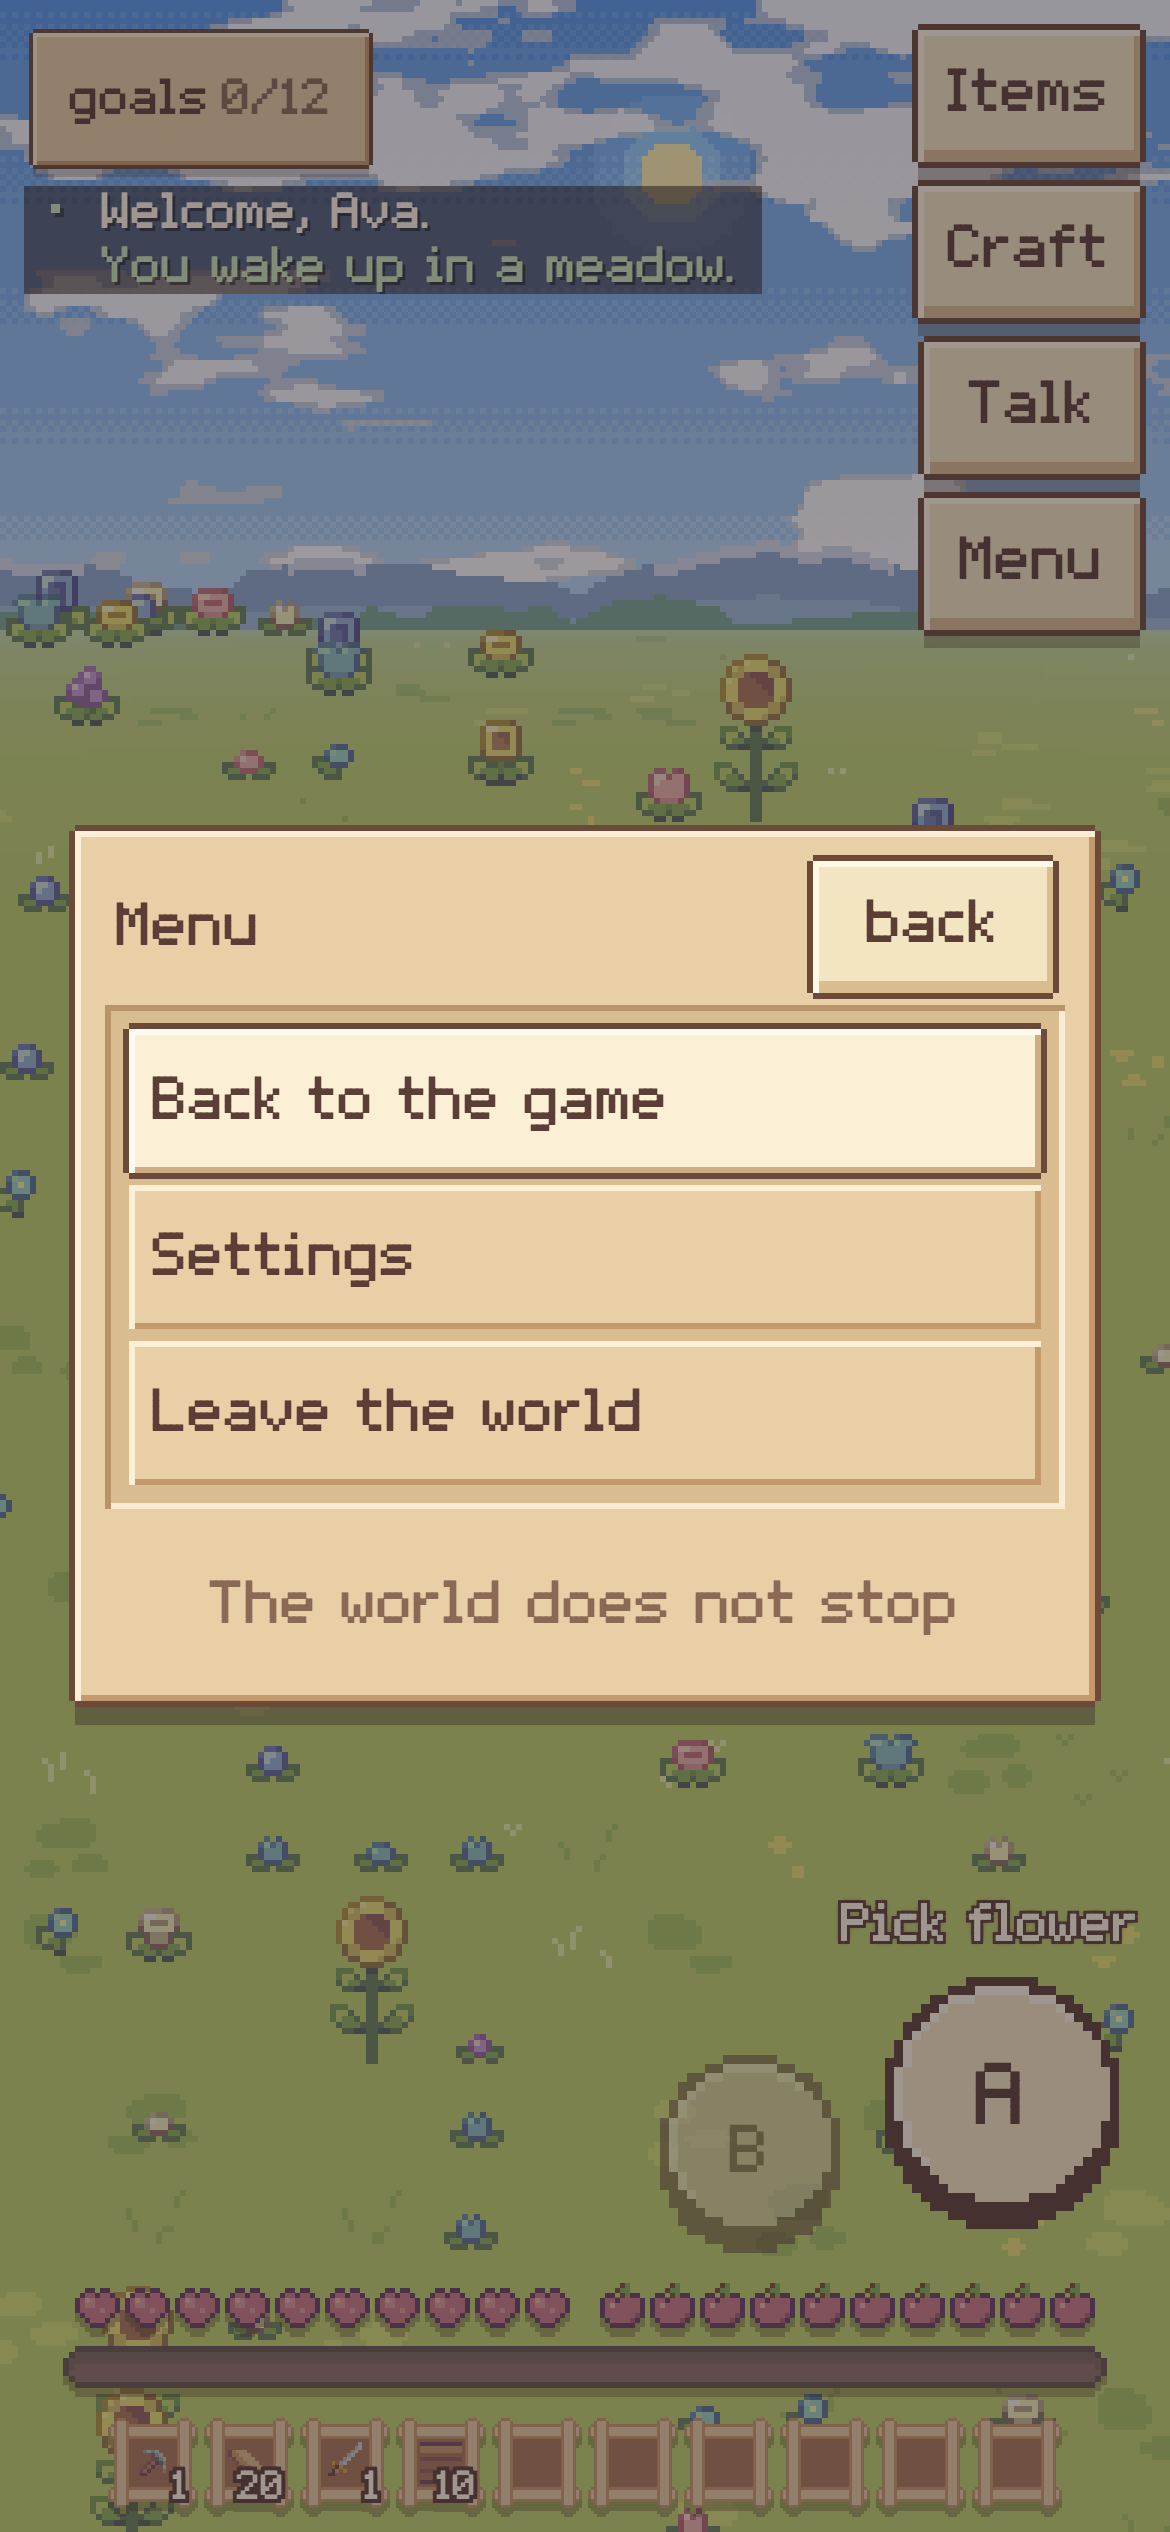 goals 0/12
Items
Welcome, Ava.
You wake up in a meadow.
Craft
Talk
Menu
Menu
back
Back to the game
Settings
Leave the world
The world does not stop
Pick flower
A
B
1
20
1
10